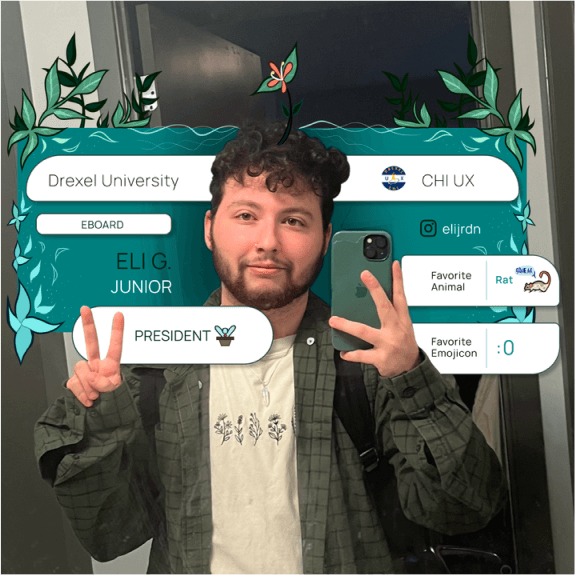 Drexel University
CHI UX
EBOARD
elijrdn
ELI G.
JUNIOR
Favorite
Animal
Rat
PRESIDENT
Favorite
Emojicon
:0